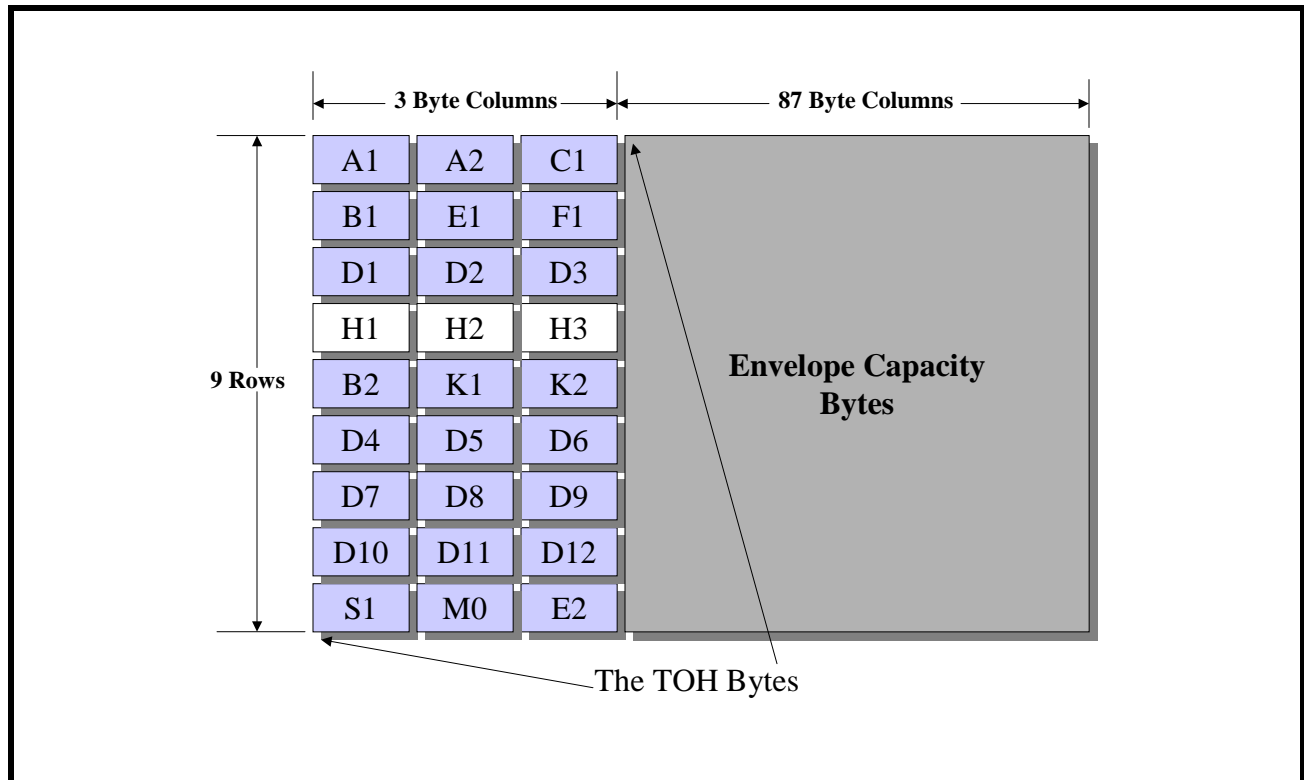 3 Byte Columns 87 Byte Columns
A1 A2 C1
B1 E1 F1
D1 D2 D3
H1 H2 H3
9 Rows
B2 K1 K2
D4 D5 D6
D7 D8 D9
D10 D11 D12
S1 M0 E2
Envelope Capacity
Bytes
The TOH Bytes